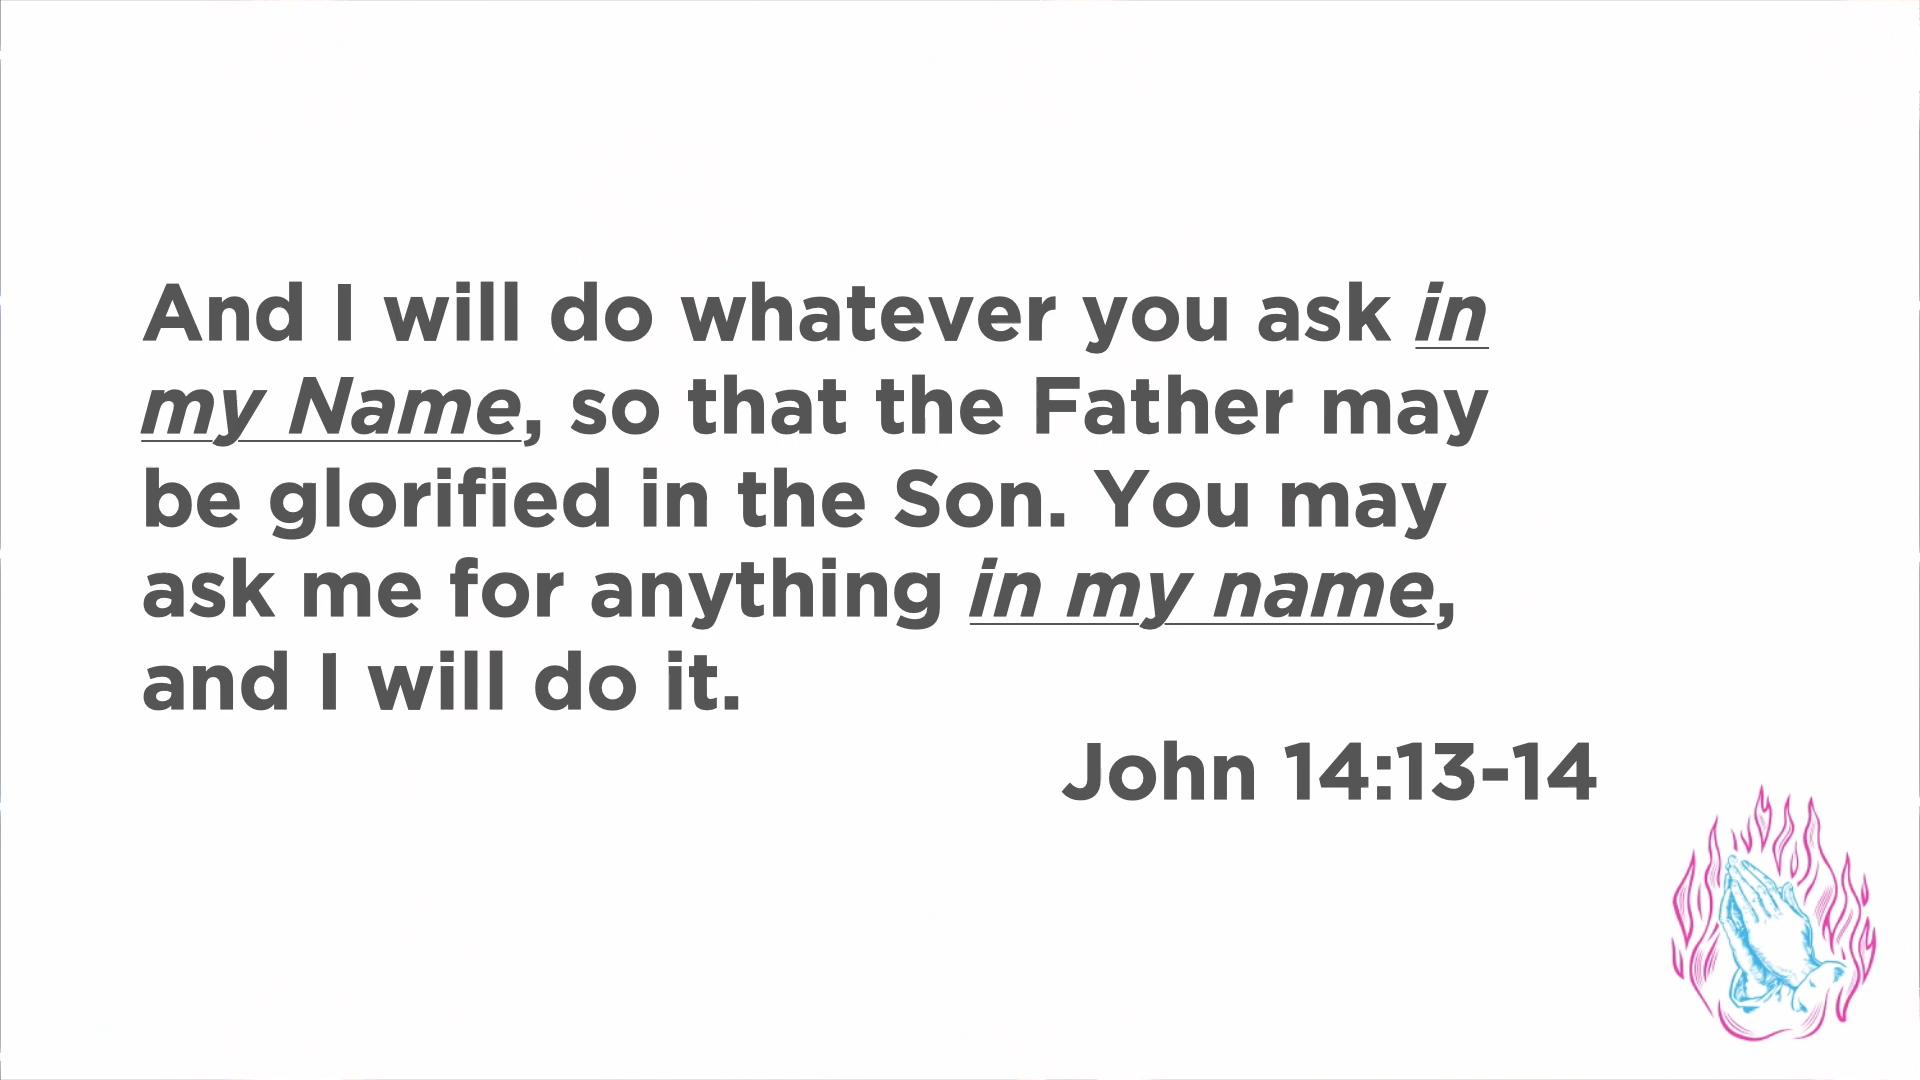 And I will do whatever you ask in
my Name, so that the Father may
be glorified in the Son. You may
ask me for anything in my name,
and I will do it.
John 14:13-14